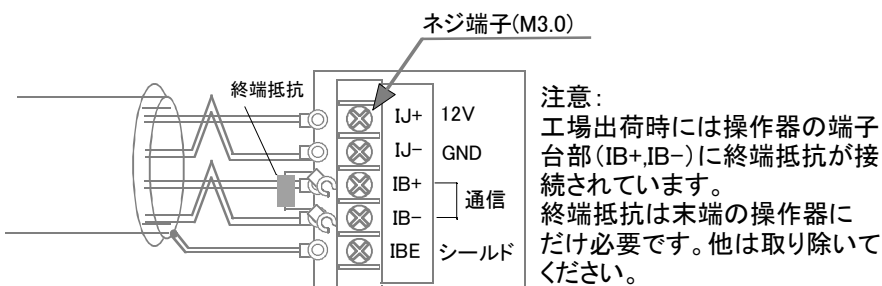 ネジ端子(M3.0)
終端抵抗
IJ+ 12V
IJ- GND
IB+
通信
IB-
IBE シールド
注意:
工場出荷時には操作器の端子
台部(IB+,IB-)に終端抵抗が接
続されています。
終端抵抗は末端の操作器に
だけ必要です。他は取り除いて
ください。